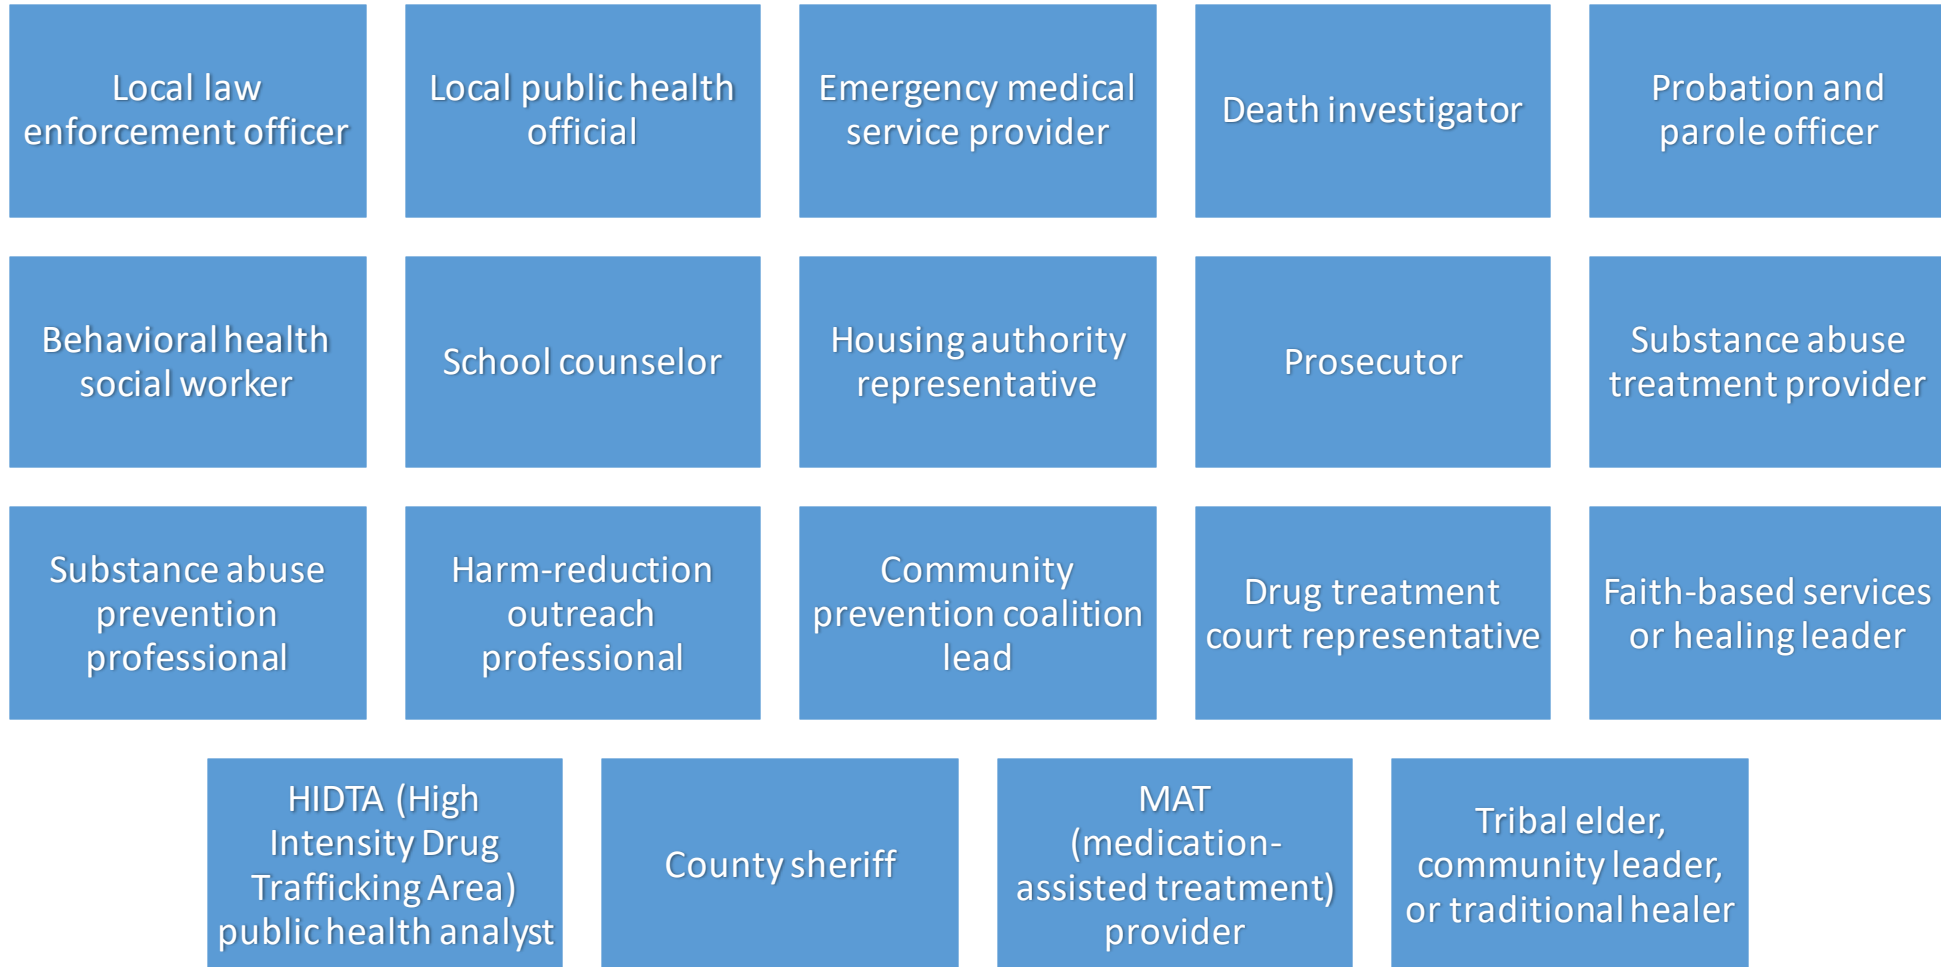 Local law
enforcement officer
Local public health
official
Emergency medical
service provider
Death investigator
Probation and
parole officer
Behavioral health
social worker
School counselor
Housing authority
representative
Prosecutor
Substance abuse
treatment provider
Substance abuse
prevention
professional
Harm-reduction
outreach
professional
Community
prevention coalition
lead
Drug treatment
court representative
Faith-based services
or healing leader
HIDTA (High
Intensity Drug
Trafficking Area)
public health analyst
County sheriff
MAT
(medication-
assisted treatment)
provider
Tribal elder,
community leader,
or traditional healer